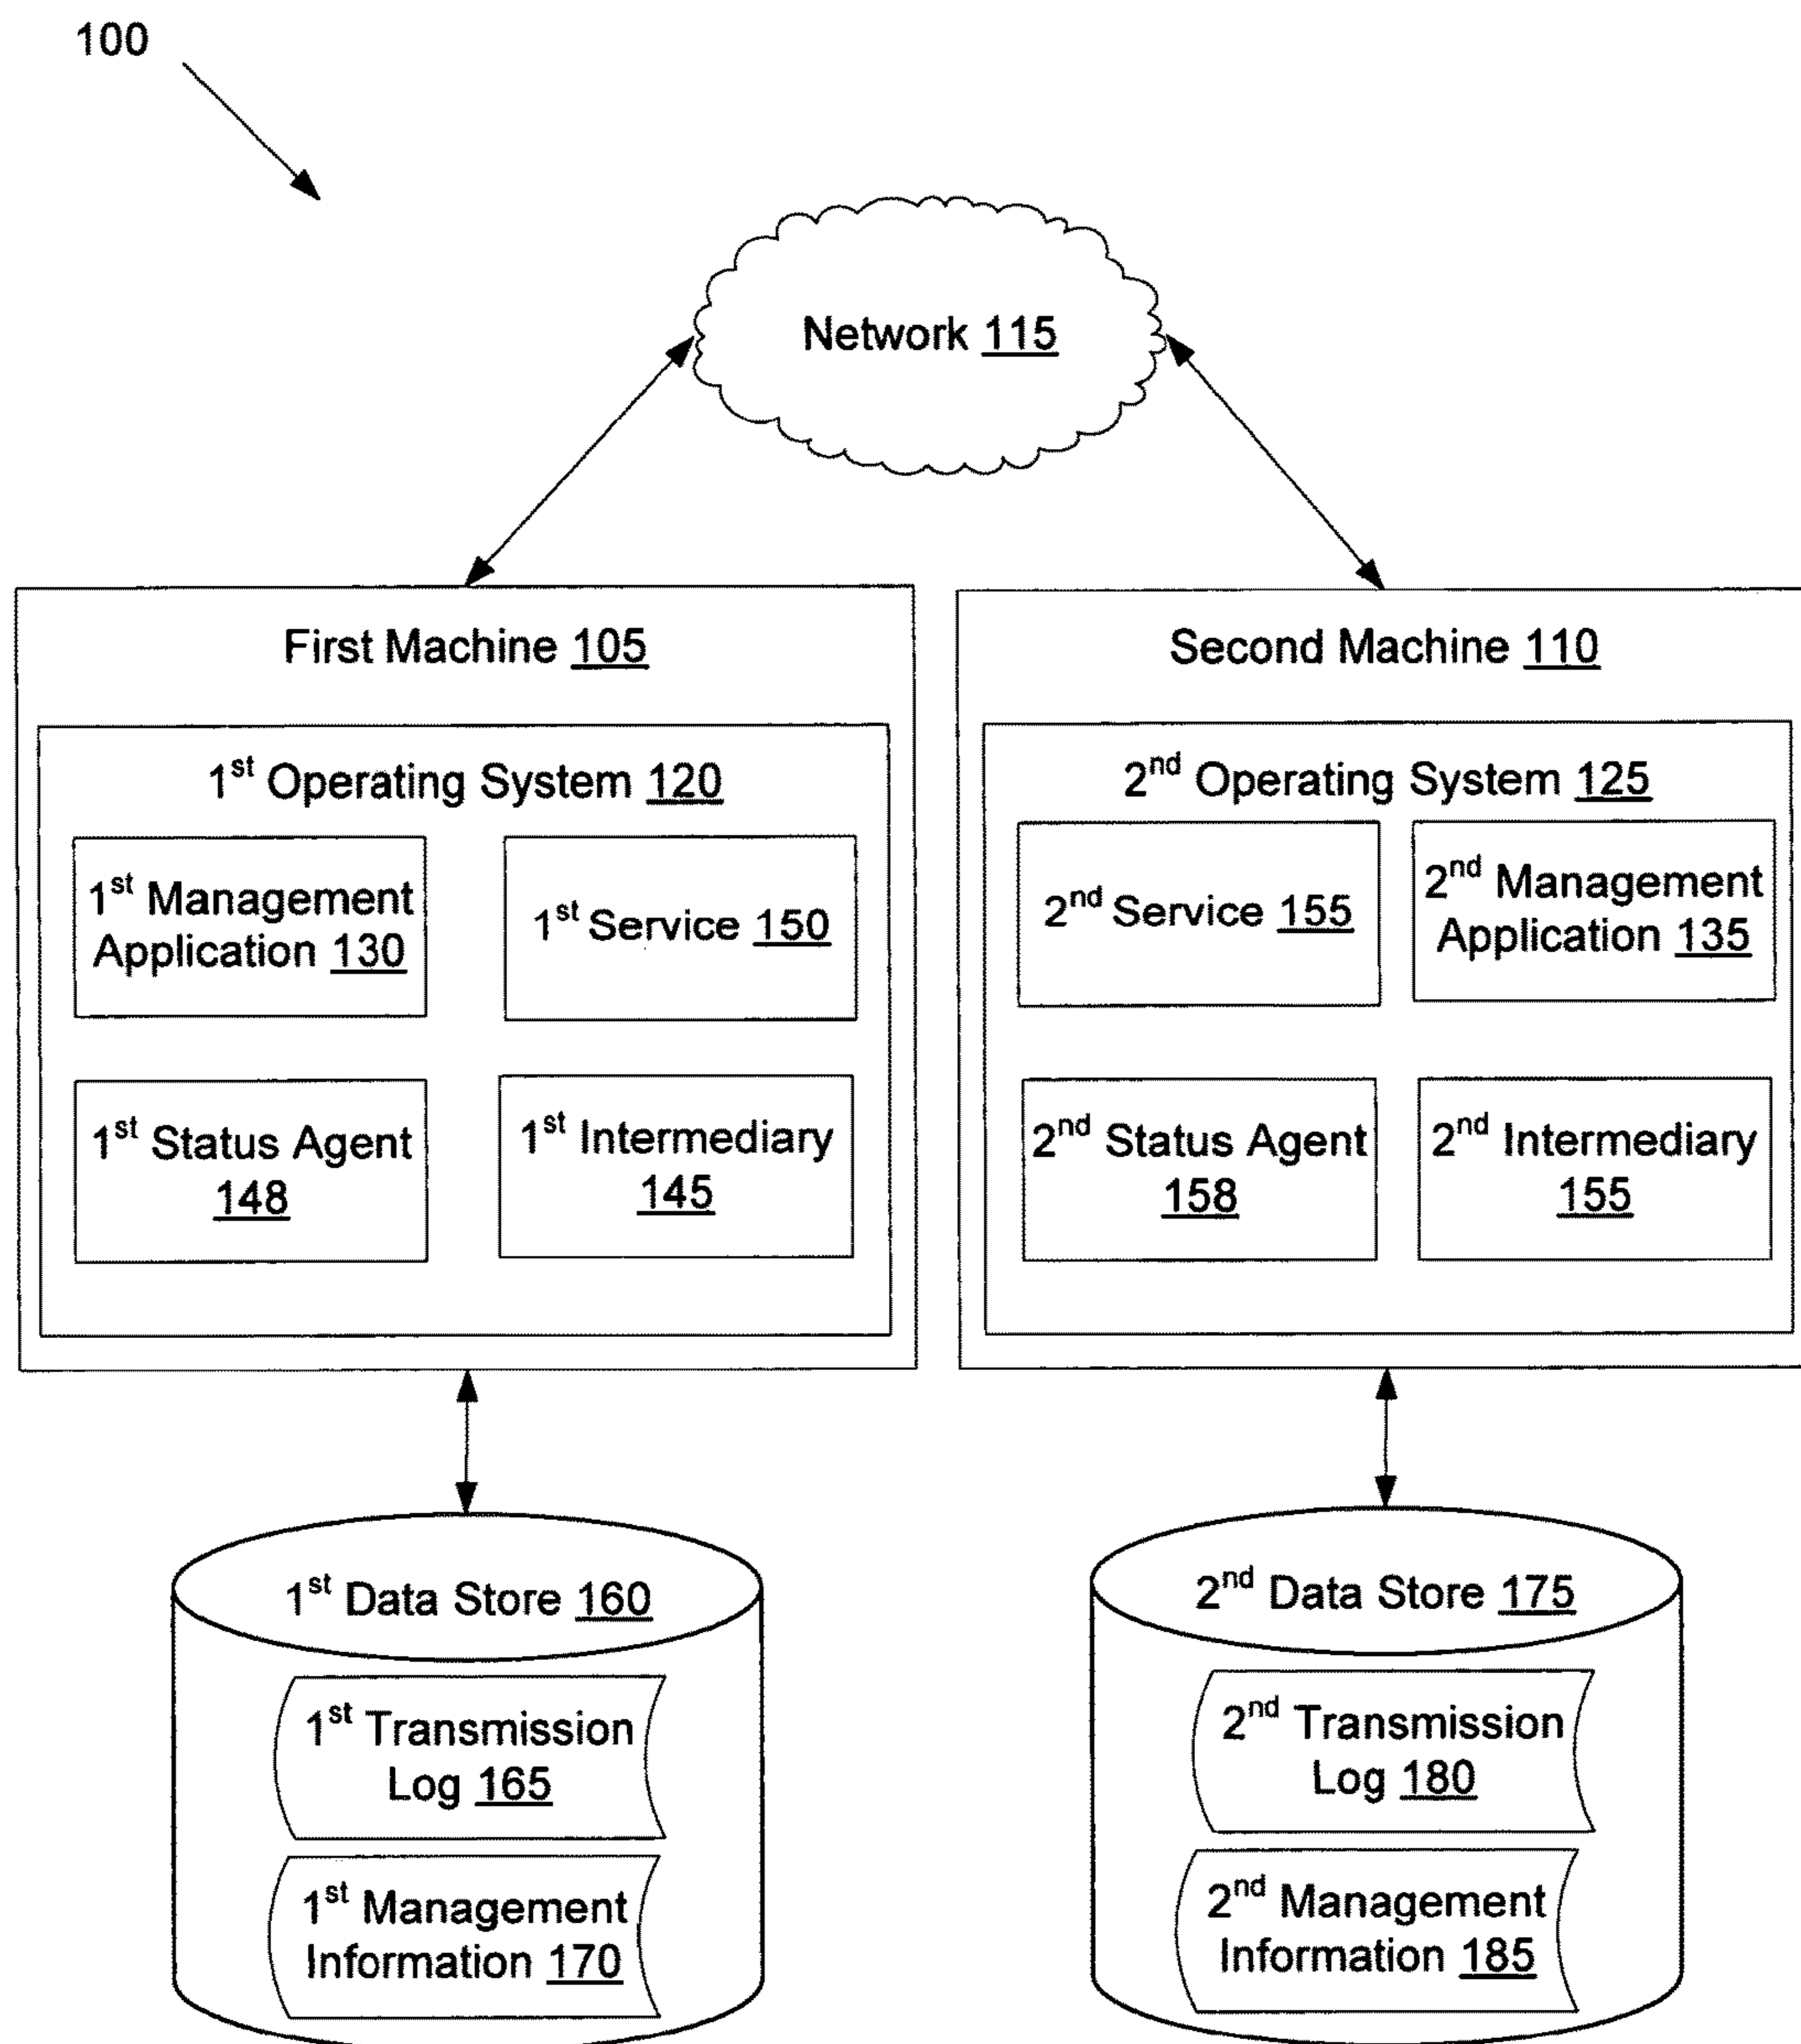 100
Network 115
First Machine 105
1st Operating System 120
1st Management
Application 130
1st Service 150
1st Status Agent
148
1st Intermediary
145
Second Machine 110
2nd Operating System 125
2nd Service 155
2nd Management
Application 135
2nd Status Agent
158
2nd Intermediary
155
1st Data Store 160
1st Transmission
Log 165
1st Management
Information 170
2nd Data Store 175
2nd Transmission
Log 180
2nd Management
Information 185